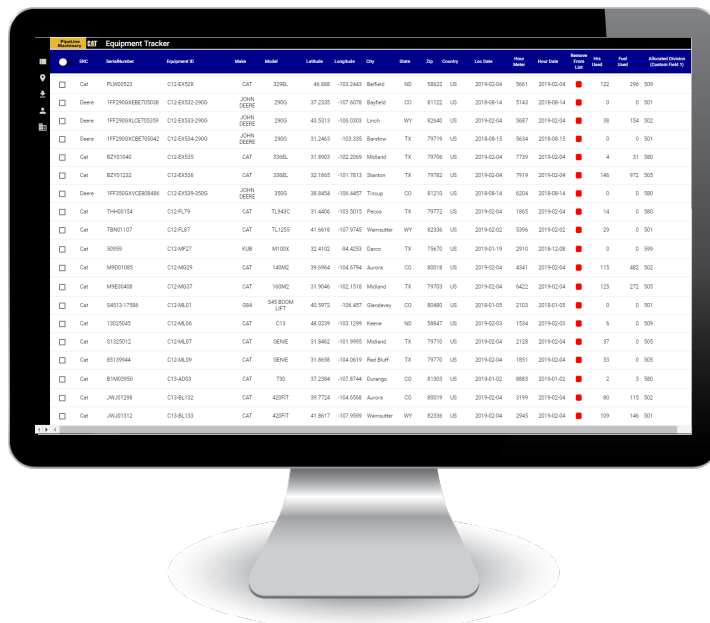 PipeLine Machinery CAT Equipment Tracker
SRC SerialNumber Equipment ID Make Model Latitude Longitude City State Zip Country Loc Date Hour Meter Hour Date Remove From List Hrs Used Fuel Used Allocated Division (Custom Field 1)
Cat PLW00523 C12-EX528 CAT 329EL 46.888 -103.2443 Belfield ND 58622 US 2019-02-04 5661 2019-02-04 122 296 509
Deere 1FF290GXEBE705038 C12-EX532-290G JOHN DEERE 290G 37.2335 -107.6078 Bayfield CO 81122 US 2018-08-14 5143 2018-08-14 0 0 501
Deere 1FF290GXLCE705359 C12-EX533-290G JOHN DEERE 290G 43.5313 -106.0303 Linch WY 82640 US 2019-02-04 5687 2019-02-04 38 154 502
Deere 1FF290GXCBE705042 C12-EX534-290G JOHN DEERE 290G 31.2463 -103.335 Barstow TX 79719 US 2018-08-15 5634 2018-08-15 0 0 501
Cat BZY01040 C12-EX535 CAT 336EL 31.8903 -102.2069 Midland TX 79706 US 2019-02-04 7739 2019-02-04 4 31 580
Cat BZY01232 C12-EX536 CAT 336EL 32.1865 -101.7813 Stanton TX 79782 US 2019-02-04 7919 2019-02-04 146 972 505
Deere 1FF350GXVCE808486 C12-EX539-350G JOHN DEERE 350G 38.8454 -106.4457 Tincup CO 81210 US 2018-08-14 6204 2018-08-14 0 0 580
Cat THH00154 C12-FL79 CAT TL943C 31.4406 -103.5015 Pecos TX 79772 US 2019-02-04 1865 2019-02-04 14 0 580
Cat TBN01107 C12-FL87 CAT TL1255 41.6618 -107.9745 Wamsutter WY 82336 US 2019-02-02 5396 2019-02-02 29 0 501
Cat 50959 C12-MF27 KUB M100X 32.4102 -94.4253 Darco TX 75670 US 2019-01-19 2910 2018-12-08 0 0 599
Cat M9D01085 C12-MG29 CAT 140M2 39.6964 -104.6794 Aurora CO 80018 US 2019-02-04 4341 2019-02-04 115 482 502
Cat M9E00408 C12-MG37 CAT 160M2 31.9046 -102.1518 Midland TX 79703 US 2019-02-04 6422 2019-02-04 125 272 505
Cat S4513-17586 C12-ML01 G84 S45 BOOM LIFT 40.5972 -106.457 Glendevey CO 80480 US 2018-01-05 2103 2018-01-05 0 0 501
Cat 13025045 C12-ML06 CAT C13 48.0239 -103.1299 Keene ND 58847 US 2019-02-03 1534 2019-02-03 6 0 509
Cat S1325012 C12-ML07 CAT GENIE 31.8462 -101.9995 Midland TX 79710 US 2019-02-04 2128 2019-02-04 37 0 505
Cat 85139944 C12-ML09 CAT GENIE 31.8658 -104.0619 Red Bluff TX 79770 US 2019-02-04 1851 2019-02-04 33 0 505
Cat B1M03950 C13-AD03 CAT 730 37.2384 -107.8744 Durango CO 81303 US 2019-01-02 8883 2019-01-02 2 3 580
Cat JWJ01298 C13-BL132 CAT 420FIT 39.7724 -104.6568 Aurora CO 80019 US 2019-02-04 3199 2019-02-04 80 115 502
Cat JWJ01312 C13-BL133 CAT 420FIT 41.8617 -107.9599 Wamsutter WY 82336 US 2019-02-04 2945 2019-02-04 109 146 501